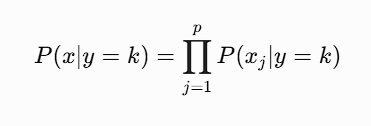 P(x|y = k) = ∏_{j=1}^{p} P(x_j|y = k)